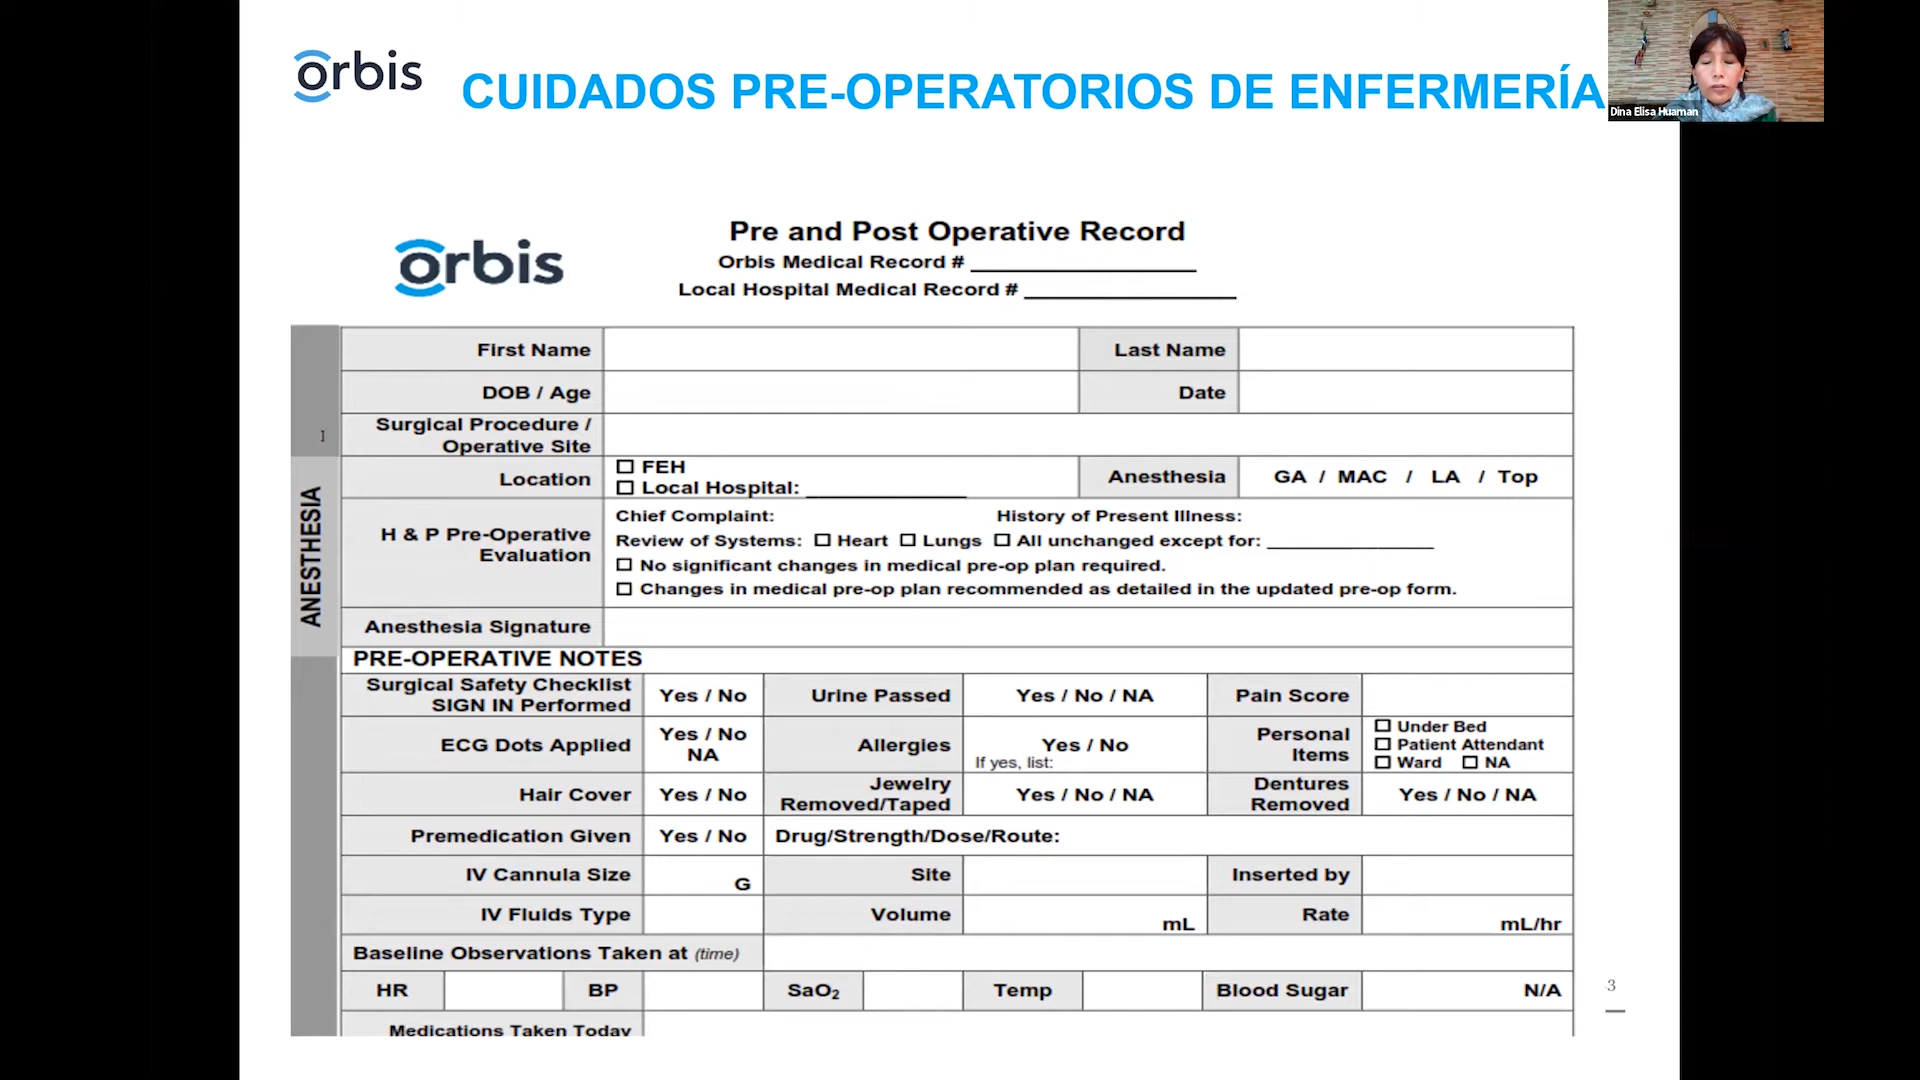 orbis
CUIDADOS PRE-OPERATORIOS DE ENFERMERÍA
Dina Elisa Huaman
orbis
Pre and Post Operative Record
Orbis Medical Record # ____________
Local Hospital Medical Record # ____________
ANESTHESIA
First Name Last Name
DOB / Age Date
Surgical Procedure /
Operative Site
Location ☐ FEH
☐ Local Hospital: ____________
Anesthesia GA / MAC / LA / Top
H & P Pre-Operative
Evaluation
Chief Complaint: History of Present Illness:
Review of Systems: ☐ Heart ☐ Lungs ☐ All unchanged except for: ____________
☐ No significant changes in medical pre-op plan required.
☐ Changes in medical pre-op plan recommended as detailed in the updated pre-op form.
Anesthesia Signature
PRE-OPERATIVE NOTES
Surgical Safety Checklist
SIGN IN Performed
Yes / No Urine Passed Yes / No / NA Pain Score
ECG Dots Applied Yes / No
NA
Allergies Yes / No
If yes, list:
Personal
Items
☐ Under Bed
☐ Patient Attendant
☐ Ward ☐ NA
Hair Cover Yes / No Jewelry
Removed/Taped
Yes / No / NA Dentures
Removed
Yes / No / NA
Premedication Given Yes / No Drug/Strength/Dose/Route:
IV Cannula Size G Site Inserted by
IV Fluids Type Volume mL Rate mL/hr
Baseline Observations Taken at (time)
HR BP SaO₂ Temp Blood Sugar N/A
Medications Taken Today
3